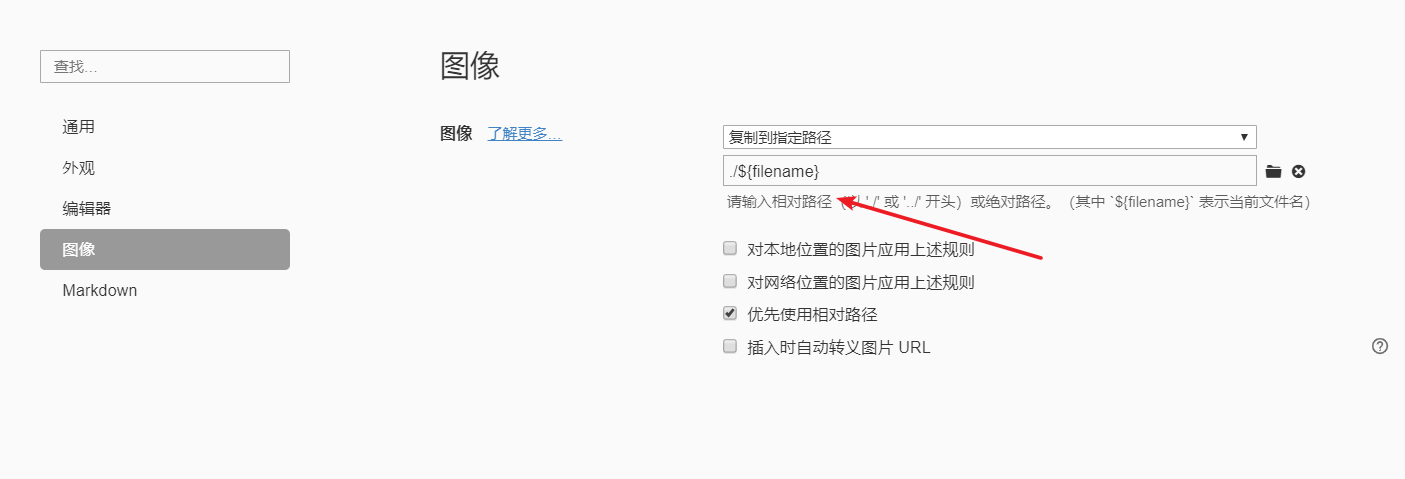 查找...
图像
通用
外观
编辑器
图像
Markdown
图像 了解更多...
复制到指定路径
./${filename}
请输入相对路径 './' 或 '../' 开头）或绝对路径。（其中 `${filename}` 表示当前文件名）
对本地位置的图片应用上述规则
对网络位置的图片应用上述规则
优先使用相对路径
插入时自动转义图片 URL